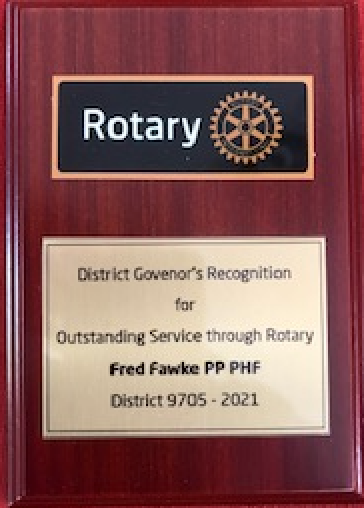 Rotary
District Govenor's Recognition
for
Outstanding Service through Rotary
Fred Fawke PP PHF
District 9705 - 2021